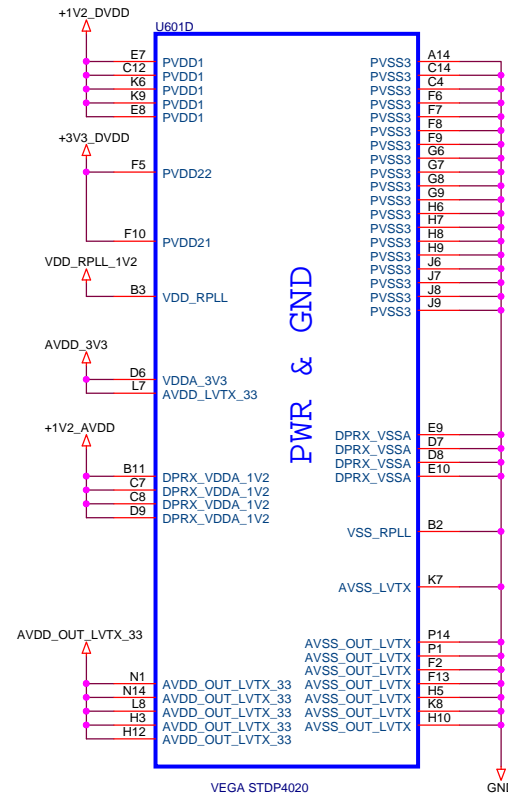 +1V2_DVDD
U601D
E7 PVDD1
C12 PVDD1
K6 PVDD1
K9 PVDD1
E8 PVDD1
+3V3_DVDD
F5 PVDD22
F10 PVDD21
VDD_RPLL_1V2
B3 VDD_RPLL
AVDD_3V3
D6 VDDA_3V3
L7 AVDD_LVTX_33
+1V2_AVDD
B11 DPRX_VDDA_1V2
C7 DPRX_VDDA_1V2
C8 DPRX_VDDA_1V2
D9 DPRX_VDDA_1V2
AVDD_OUT_LVTX_33
N1 AVDD_OUT_LVTX_33
N14 AVDD_OUT_LVTX_33
L8 AVDD_OUT_LVTX_33
H3 AVDD_OUT_LVTX_33
H12 AVDD_OUT_LVTX_33
PWR & GND
PVSS3 A14
PVSS3 C14
PVSS3 C4
PVSS3 F6
PVSS3 F7
PVSS3 F8
PVSS3 F9
PVSS3 G6
PVSS3 G7
PVSS3 G8
PVSS3 G9
PVSS3 H6
PVSS3 H7
PVSS3 H8
PVSS3 H9
PVSS3 J6
PVSS3 J7
PVSS3 J8
PVSS3 J9
DPRX_VSSA E9
DPRX_VSSA D7
DPRX_VSSA D8
DPRX_VSSA E10
VSS_RPLL B2
AVSS_LVTX K7
AVSS_OUT_LVTX P14
AVSS_OUT_LVTX P1
AVSS_OUT_LVTX F2
AVSS_OUT_LVTX F13
AVSS_OUT_LVTX H5
AVSS_OUT_LVTX K8
AVSS_OUT_LVTX H10
VEGA STDP4020
GND